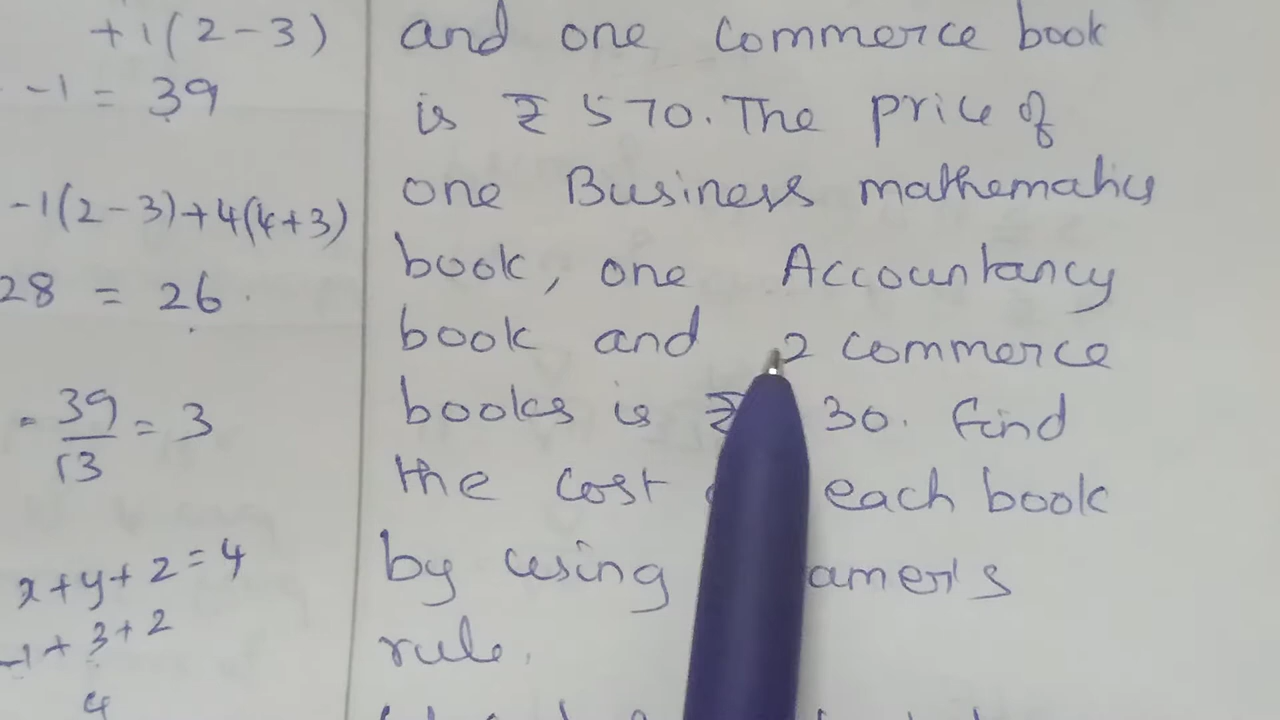 +1(2-3)
-1 = 39
-1(2-3)+4(4+3)
28 = 26
= 39/13 = 3
x+y+z=4
-1+3+2
4
and one commerce book
is ₹ 570. The price of
one Business mathematics
book, one Accountancy
book and 2 commerce
books is ₹ 30. find
the cost each book
by using amer's
rule.